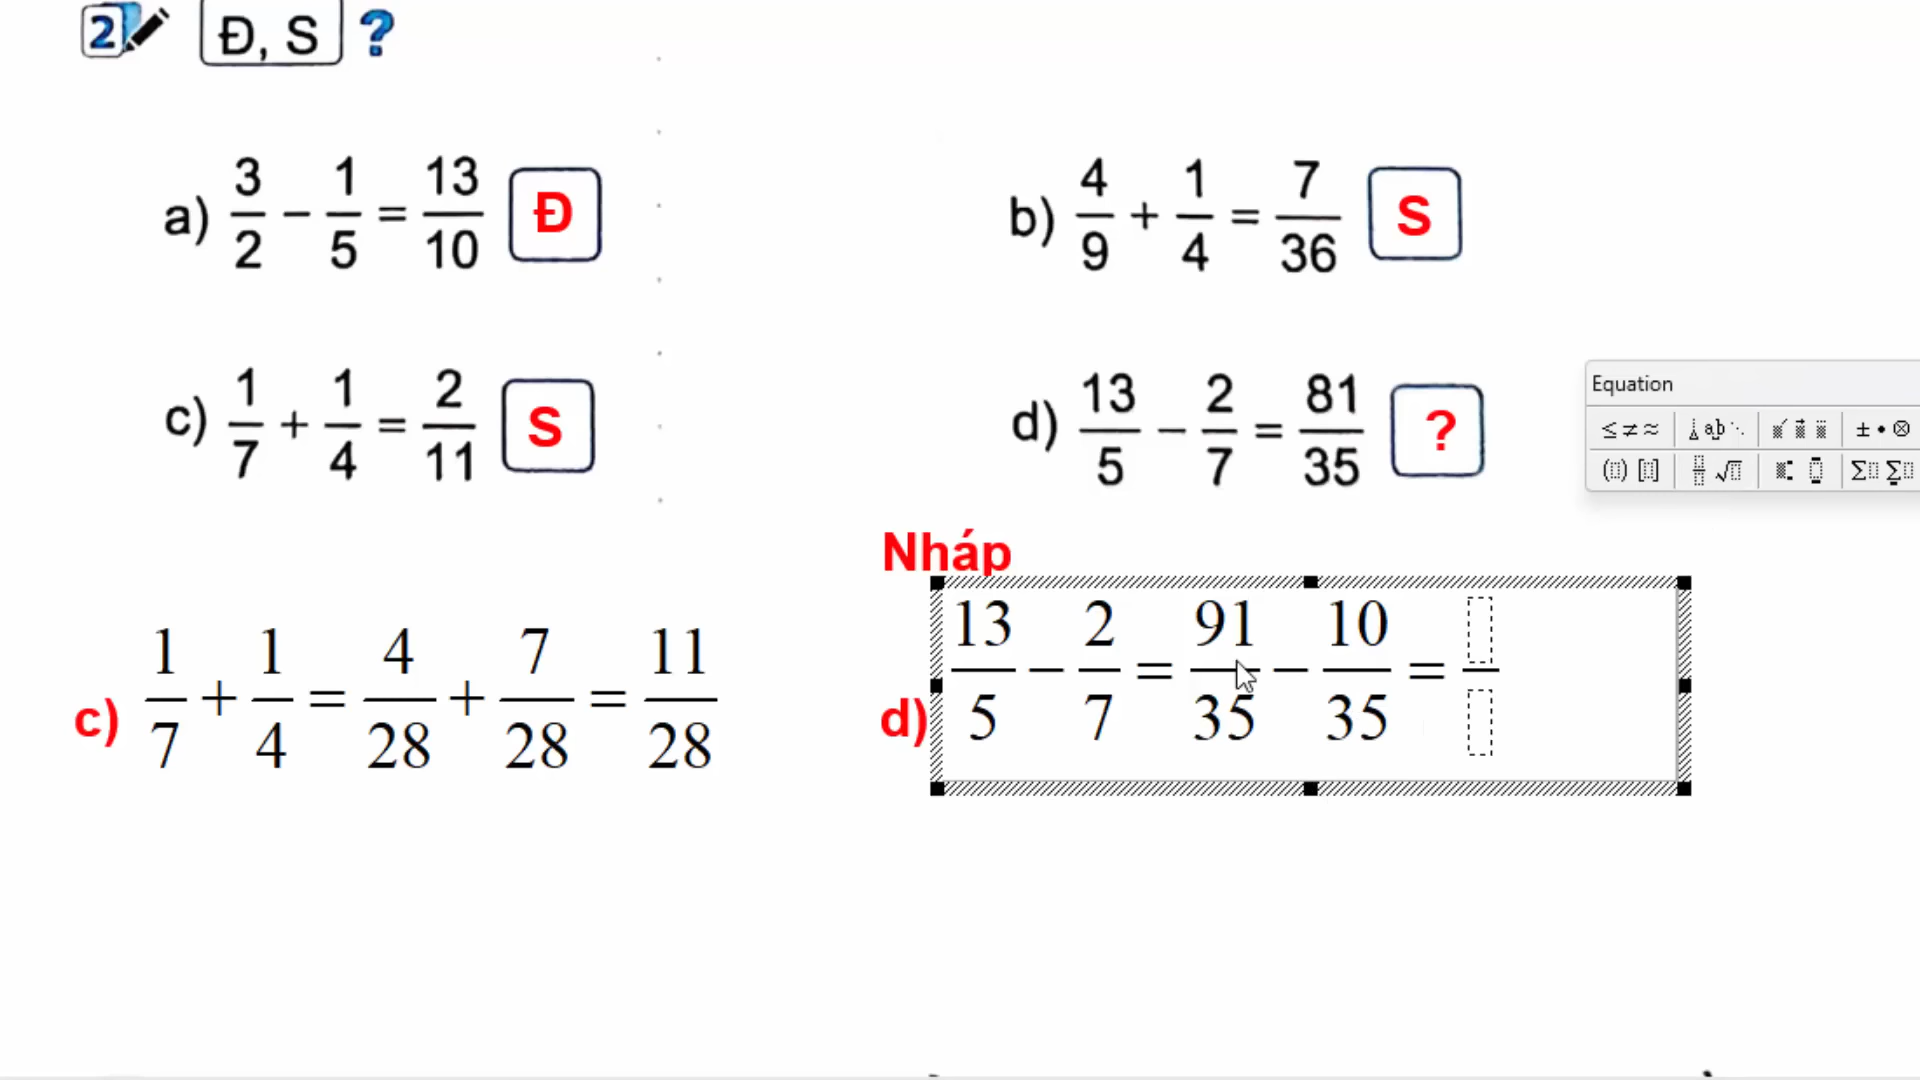 2 Đ, S ?
a) 3/2 − 1/5 = 13/10 Đ
b) 4/9 + 1/4 = 7/36 S
c) 1/7 + 1/4 = 2/11 S
d) 13/5 − 2/7 = 81/35 ?
Equation
Nháp
c) 1/7 + 1/4 = 4/28 + 7/28 = 11/28
d) 13/5 − 2/7 = 91/35 − 10/35 =